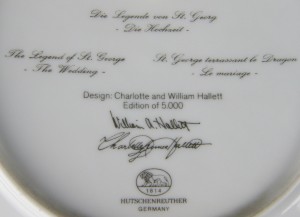 Die Legende von St. Georg
- Die Hochzeit -
The Legend of St. George
- The Wedding -
St. George terrassant le Dragon
- Le mariage -
Design: Charlotte and William Hallett
Edition of 5.000
William A. Hallett
Charlotte Hallett
1814
HUTSCHENREUTHER
GERMANY